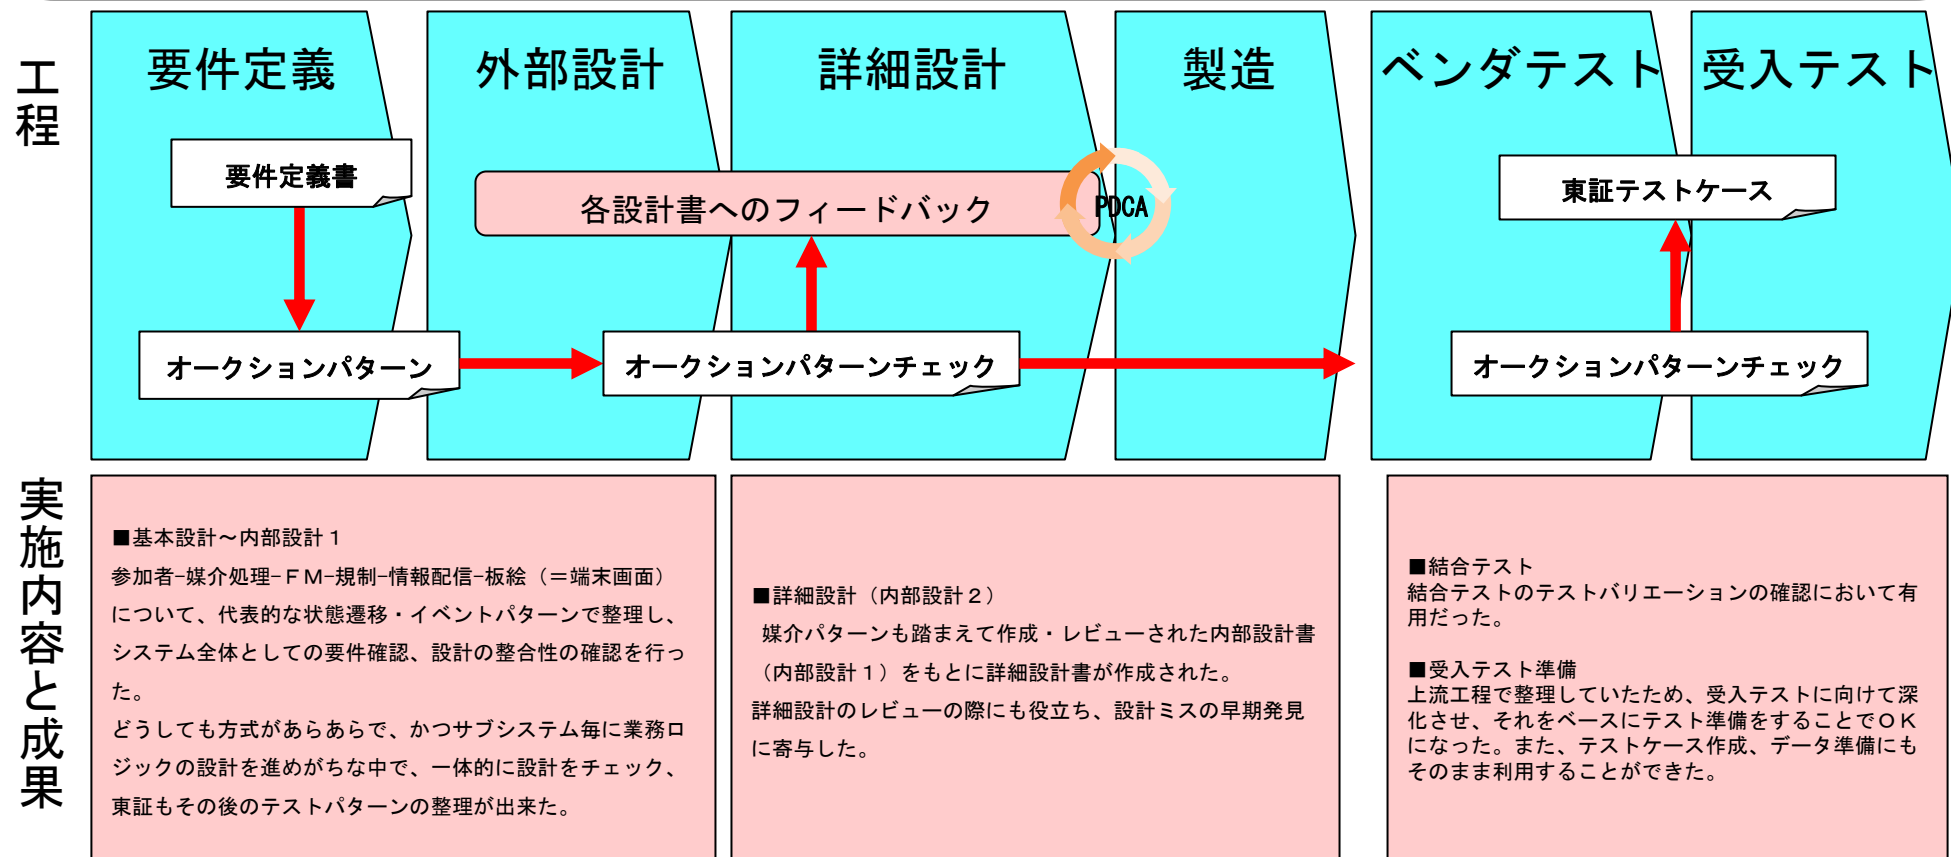 工程
要件定義
外部設計
詳細設計
製造
ベンダテスト
受入テスト
要件定義書
各設計書へのフィードバック
PDCA
東証テストケース
オークションパターン
オークションパターンチェック
オークションパターンチェック
実施内容と成果
■基本設計～内部設計１
参加者−媒介処理−ＦＭ−規制−情報配信−板絵（＝端末画面）
について、代表的な状態遷移・イベントパターンで整理し、
システム全体としての要件確認、設計の整合性の確認を行っ
た。
どうしても方式があらあらで、かつサブシステム毎に業務ロ
ジックの設計を進めがちな中で、一体的に設計をチェック、
東証もその後のテストパターンの整理が出来た。
■詳細設計（内部設計２）
媒介パターンも踏まえて作成・レビューされた内部設計書
（内部設計１）をもとに詳細設計書が作成された。
詳細設計のレビューの際にも役立ち、設計ミスの早期発見
に寄与した。
■結合テスト
結合テストのテストバリエーションの確認において有
用だった。
■受入テスト準備
上流工程で整理していたため、受入テストに向けて深
化させ、それをベースにテスト準備をすることでＯＫ
になった。また、テストケース作成、データ準備にも
そのまま利用することができた。